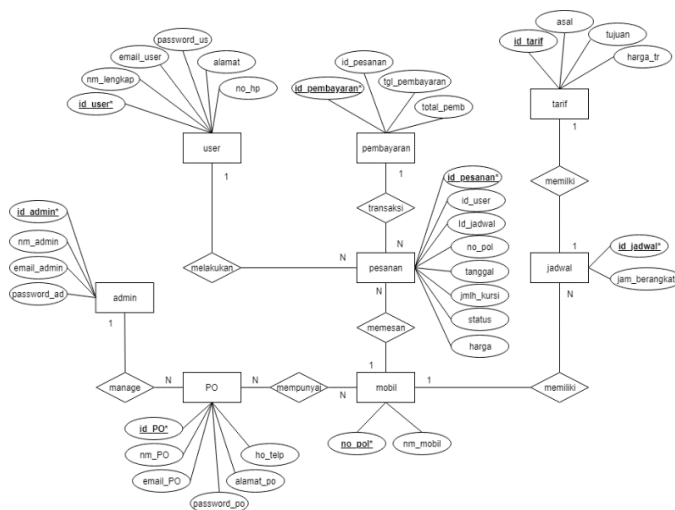 password_us
email_user
alamat
nm_lengkap
no_hp
id_user*
user
id_pesanan
id_pembayaran*
tgl_pembayaran
total_pemb
pembayaran
asal
id_tarif
tujuan
harga_tr
tarif
1
1
1
transaksi
memilki
id_pesanan*
id_user
Id_jadwal
no_pol
tanggal
jmlh_kursi
status
harga
N
N
melakukan
pesanan
1
jadwal
id_jadwal*
jam_berangkat
id_admin*
nm_admin
email_admin
password_ad
admin
N
N
memesan
1
1
manage
N
PO
N
mempunyai
N
mobil
1
memiliki
id_PO*
nm_PO
email_PO
password_po
alamat_po
ho_telp
no_pol*
nm_mobil